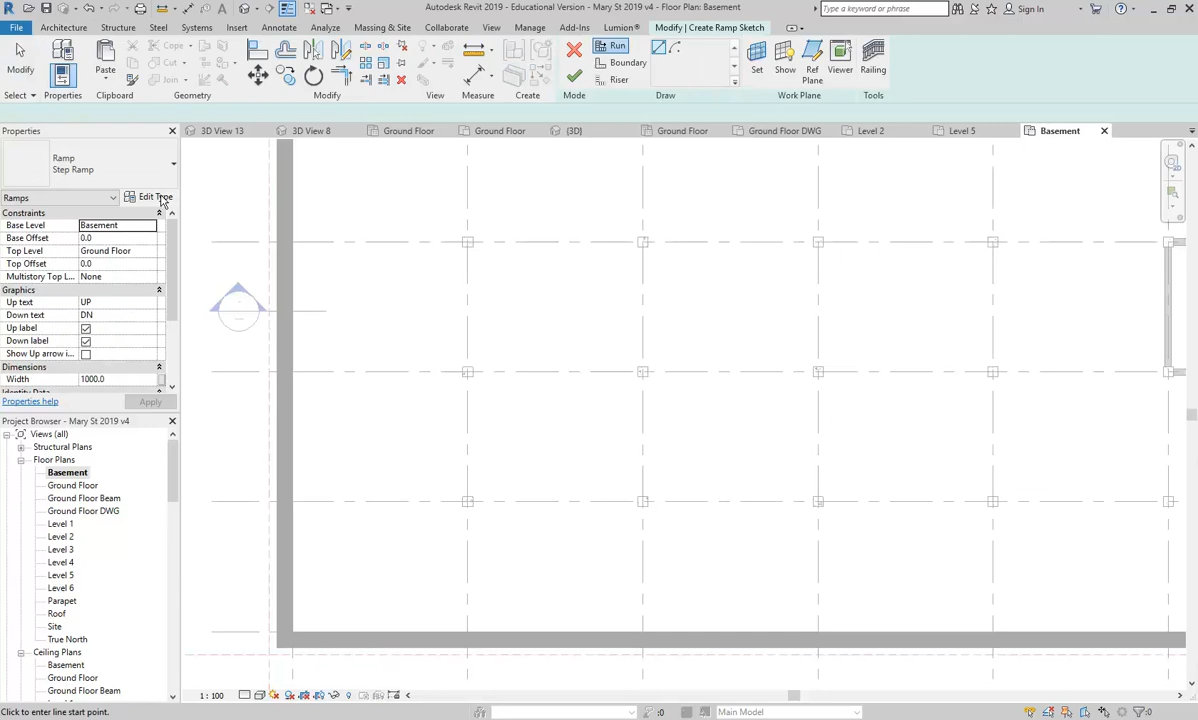 Autodesk Revit 2019 - Educational Version - Mary St 2019 v4 - Floor Plan: Basement
Type a keyword or phrase
Sign In
File
Architecture
Structure
Steel
Systems
Insert
Annotate
Analyze
Massing & Site
Collaborate
View
Manage
Add-Ins
Lumion®
Modify | Create Ramp Sketch
Modify
Paste
Cope
Cut
Join
Run
Boundary
Riser
Set
Show
Ref
Plane
Viewer
Railing
Select
Properties
Clipboard
Geometry
Modify
View
Measure
Create
Mode
Draw
Work Plane
Tools
Properties
3D View 13
3D View 8
Ground Floor
Ground Floor
{3D}
Ground Floor
Ground Floor DWG
Level 2
Level 5
Basement
Ramp
Step Ramp
Ramps
Edit Type
Constraints
Base Level Basement
Base Offset 0.0
Top Level Ground Floor
Top Offset 0.0
Multistory Top L... None
Graphics
Up text UP
Down text DN
Up label
Down label
Show Up arrow i...
Dimensions
Width 1000.0
Identity Data
Properties help
Apply
Project Browser - Mary St 2019 v4
Views (all)
Structural Plans
Floor Plans
Basement
Ground Floor
Ground Floor Beam
Ground Floor DWG
Level 1
Level 2
Level 3
Level 4
Level 5
Level 6
Parapet
Roof
Site
True North
Ceiling Plans
Basement
Ground Floor
Ground Floor Beam
1 : 100
Click to enter line start point.
:0
Main Model
:0